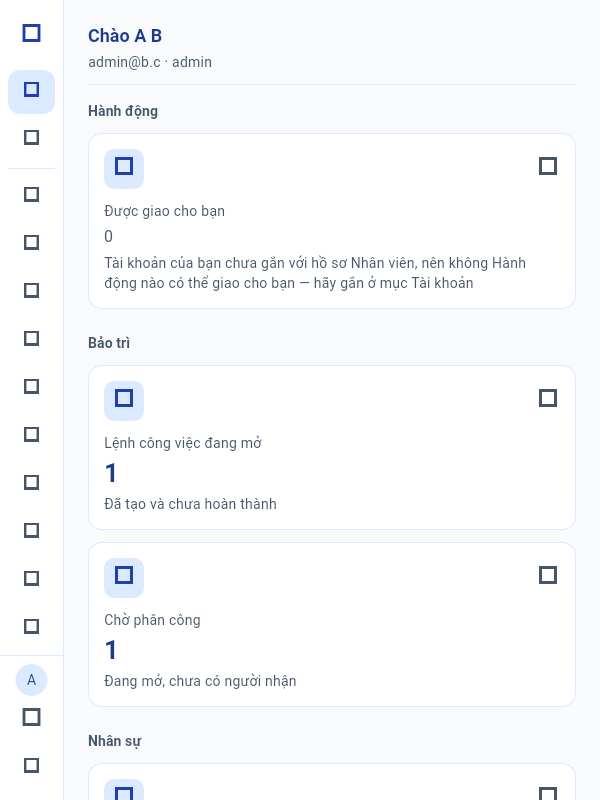 Chào A B
admin@b.c · admin
Hành động
Được giao cho bạn
0
Tài khoản của bạn chưa gắn với hồ sơ Nhân viên, nên không Hành
động nào có thể giao cho bạn — hãy gắn ở mục Tài khoản
Bảo trì
Lệnh công việc đang mở
1
Đã tạo và chưa hoàn thành
Chờ phân công
1
Đang mở, chưa có người nhận
A
Nhân sự